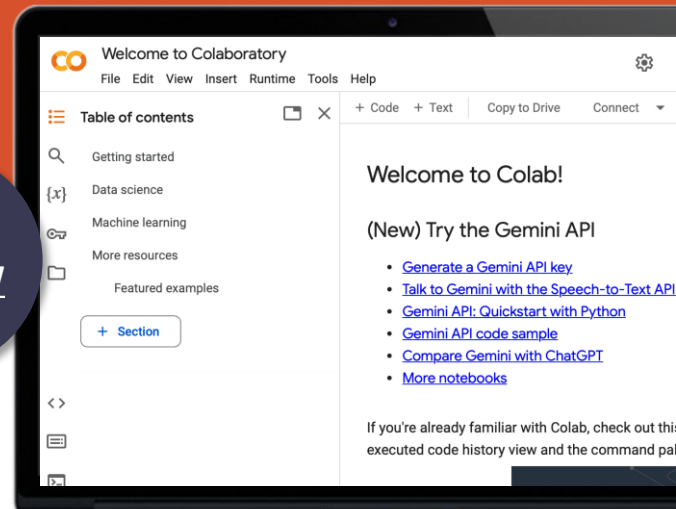 Welcome to Colaboratory
File Edit View Insert Runtime Tools Help
Table of contents
Getting started
Data science
Machine learning
More resources
Featured examples
+ Section
{x}
+ Code + Text Copy to Drive Connect
Welcome to Colab!
(New) Try the Gemini API
• Generate a Gemini API key
• Talk to Gemini with the Speech-to-Text API
• Gemini API: Quickstart with Python
• Gemini API code sample
• Compare Gemini with ChatGPT
• More notebooks
If you're already familiar with Colab, check out this
executed code history view and the command